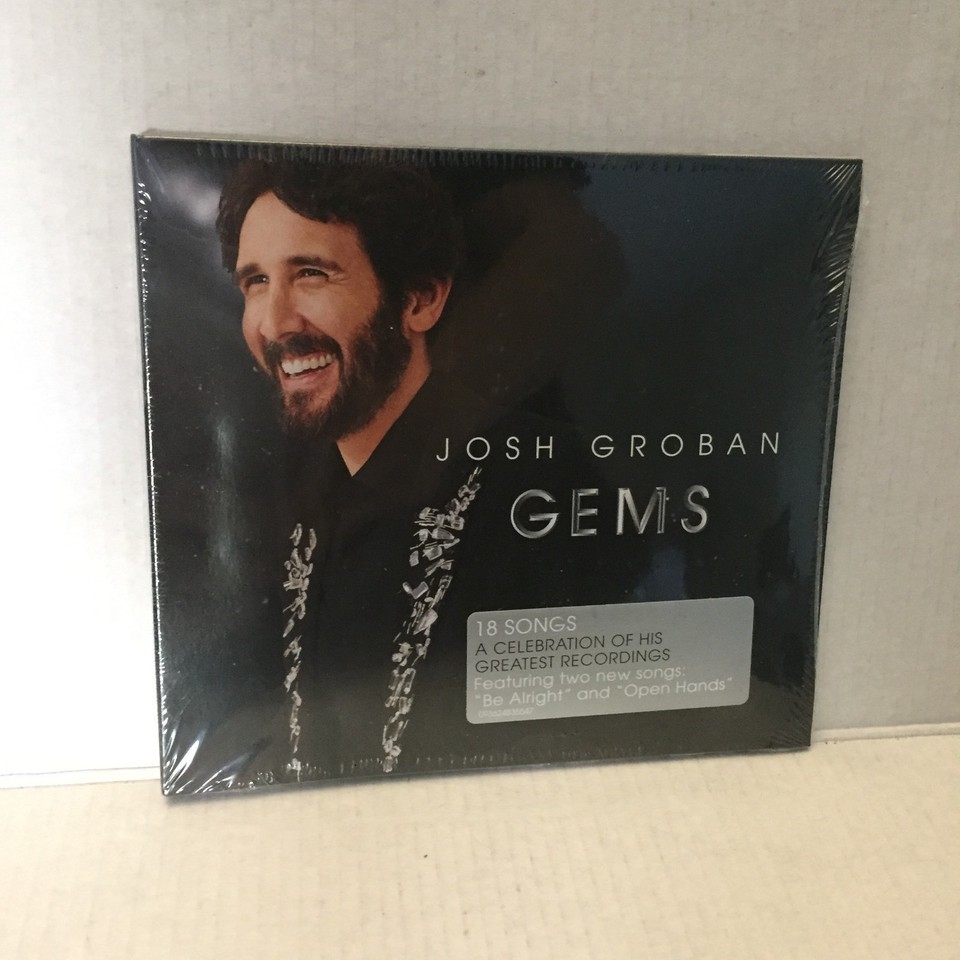 JOSH GROBAN
GEMS
18 SONGS
A CELEBRATION OF HIS
GREATEST RECORDINGS
Featuring two new songs:
"Be Alright" and "Open Hands"